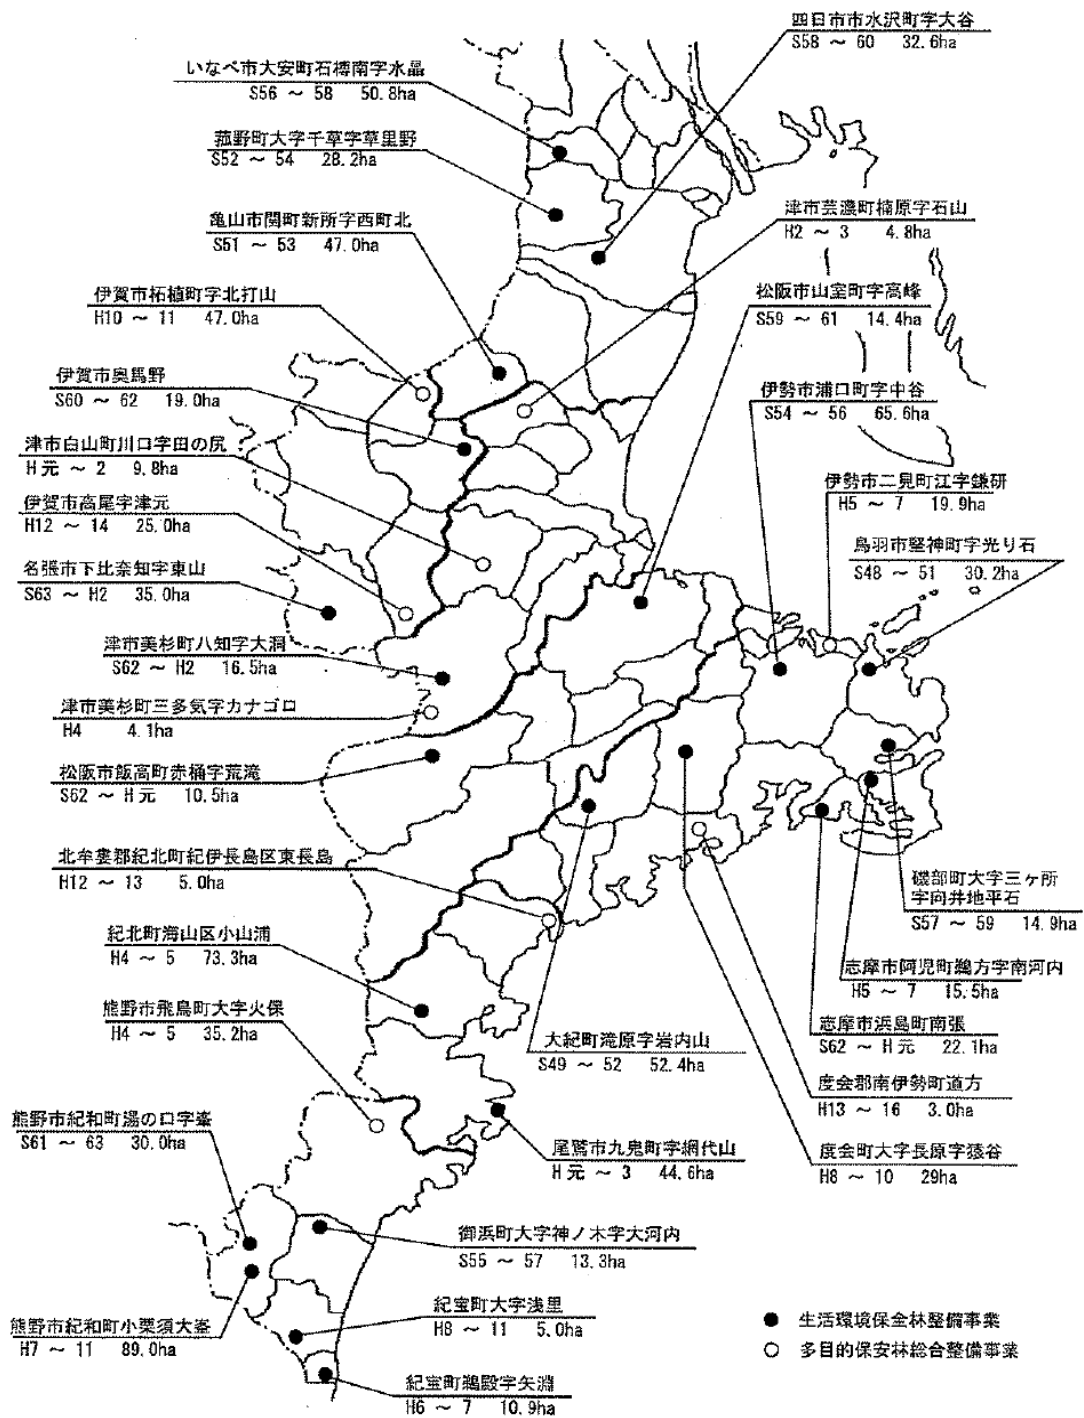 四日市市水沢町字大谷
S58 ～ 60 32.6ha
いなべ市大安町石榑南字水晶
S56 ～ 58 50.8ha
菰野町大字千草字草里野
S52 ～ 54 28.2ha
津市芸濃町楠原字石山
H2 ～ 3 4.8ha
亀山市関町新所字西町北
S51 ～ 53 47.0ha
伊賀市柘植町字北打山
H10 ～ 11 47.0ha
松阪市山室町字高峰
S59 ～ 61 14.4ha
伊賀市奥馬野
S60 ～ 62 19.0ha
伊勢市浦口町字中谷
S54 ～ 56 65.6ha
津市白山町川口字田の尻
H元 ～ 2 9.8ha
伊勢市二見町江字鎌研
H5 ～ 7 19.9ha
伊賀市高尾字津元
H12 ～ 14 25.0ha
鳥羽市堅神町字光り石
S48 ～ 51 30.2ha
名張市下比奈知字東山
S63 ～ H2 35.0ha
津市美杉町八知字大洞
S62 ～ H2 16.5ha
津市美杉町三多気字カナゴロ
H4 4.1ha
松阪市飯高町赤桶字荒滝
S62 ～ H元 10.5ha
北牟婁郡紀北町紀伊長島区東長島
H12 ～ 13 5.0ha
磯部町大字三ヶ所
字向井地平石
S57 ～ 59 14.9ha
紀北町海山区小山浦
H4 ～ 5 73.3ha
志摩市阿児町鵜方字南河内
H5 ～ 7 15.5ha
熊野市飛鳥町大字火保
H4 ～ 5 35.2ha
志摩市浜島町南張
S62 ～ H元 22.1ha
大紀町滝原字岩内山
S49 ～ 52 52.4ha
度会郡南伊勢町道方
H13 ～ 16 3.0ha
熊野市紀和町湯の口字峯
S61 ～ 63 30.0ha
尾鷲市九鬼町字網代山
H元 ～ 3 44.6ha
度会町大字長原字猿谷
H8 ～ 10 29ha
御浜町大字神ノ木字大河内
S55 ～ 57 13.3ha
紀宝町大字浅里
H8 ～ 11 5.0ha
熊野市紀和町小栗須大峯
H7 ～ 11 89.0ha
紀宝町鵜殿字矢淵
H6 ～ 7 10.9ha
● 生活環境保全林整備事業
○ 多目的保安林総合整備事業